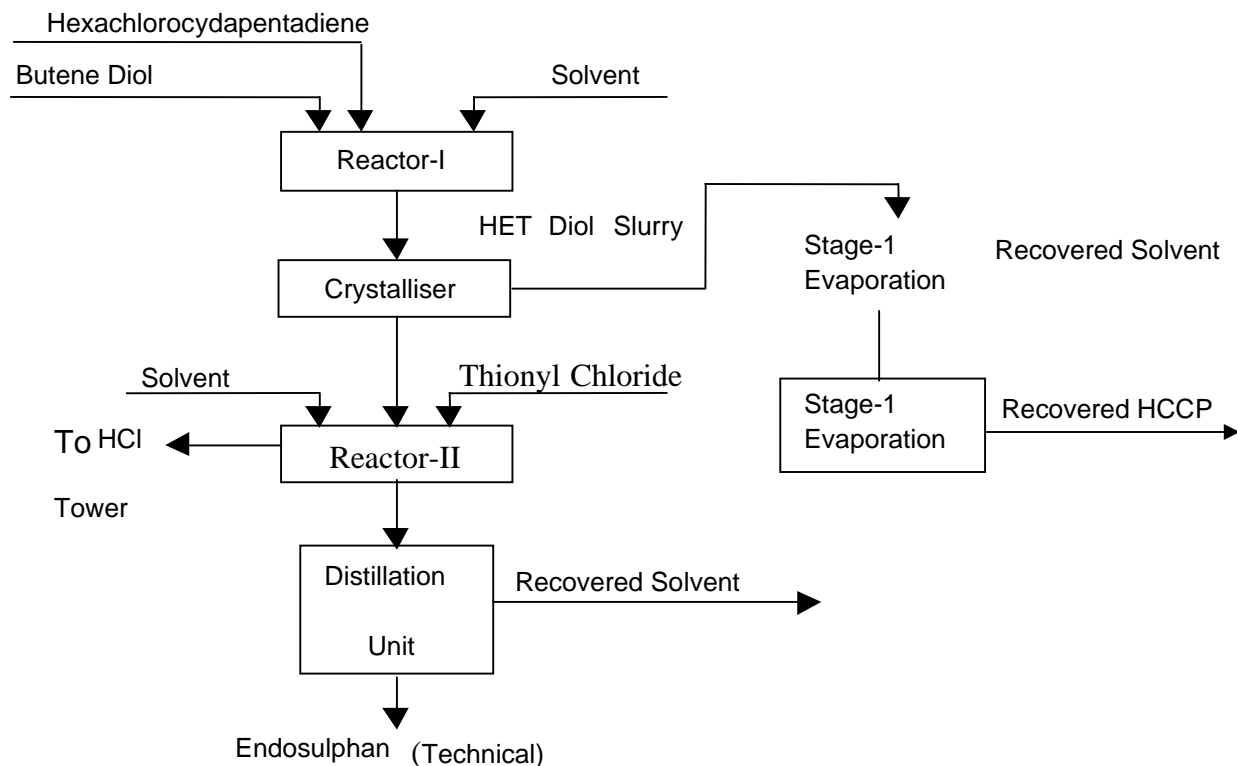 Hexachlorocydapentadiene
Butene Diol
Solvent
Reactor-I
HET Diol Slurry
Stage-1
Evaporation
Recovered Solvent
Crystalliser
Solvent
Thionyl Chloride
Stage-1
Evaporation
Recovered HCCP
To HCl
Tower
Reactor-II
Distillation
Unit
Recovered Solvent
Endosulphan (Technical)